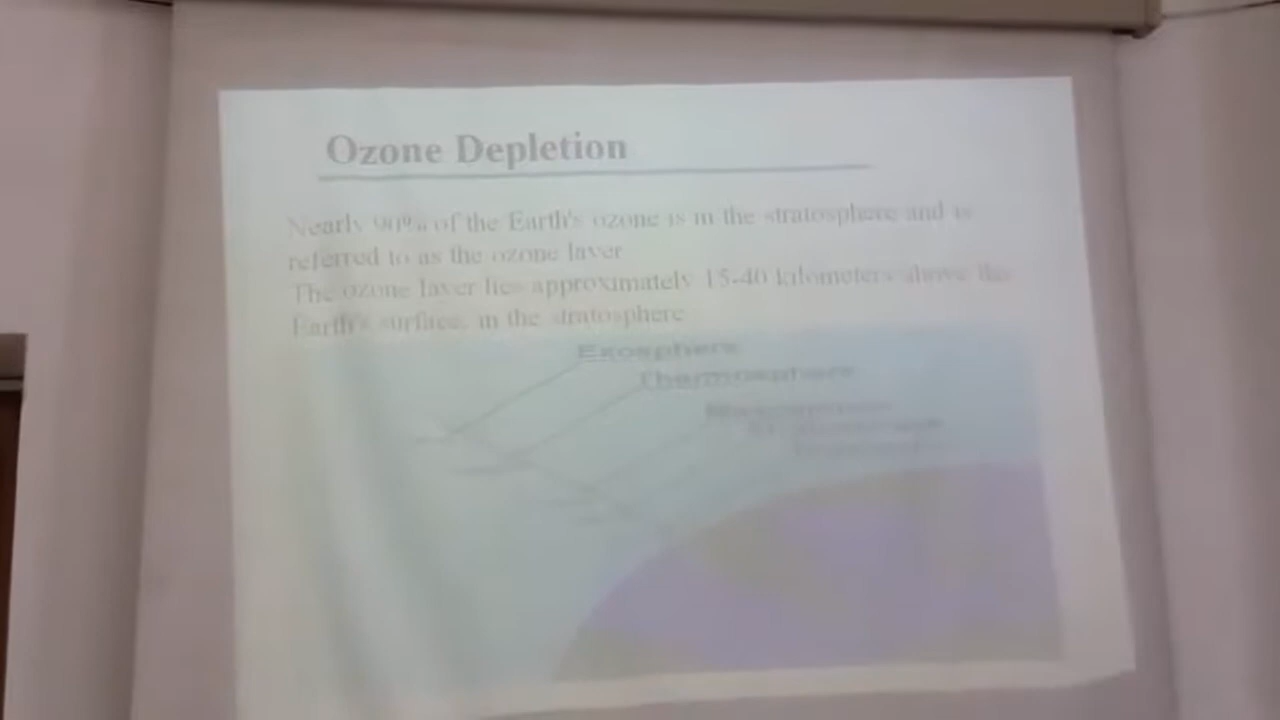 Ozone Depletion
Nearly 90% of the Earth's ozone is in the stratosphere and is
referred to as the ozone layer
The ozone layer lies approximately 15-40 kilometers above the
Earth's surface, in the stratosphere
Exosphere
Thermosphere